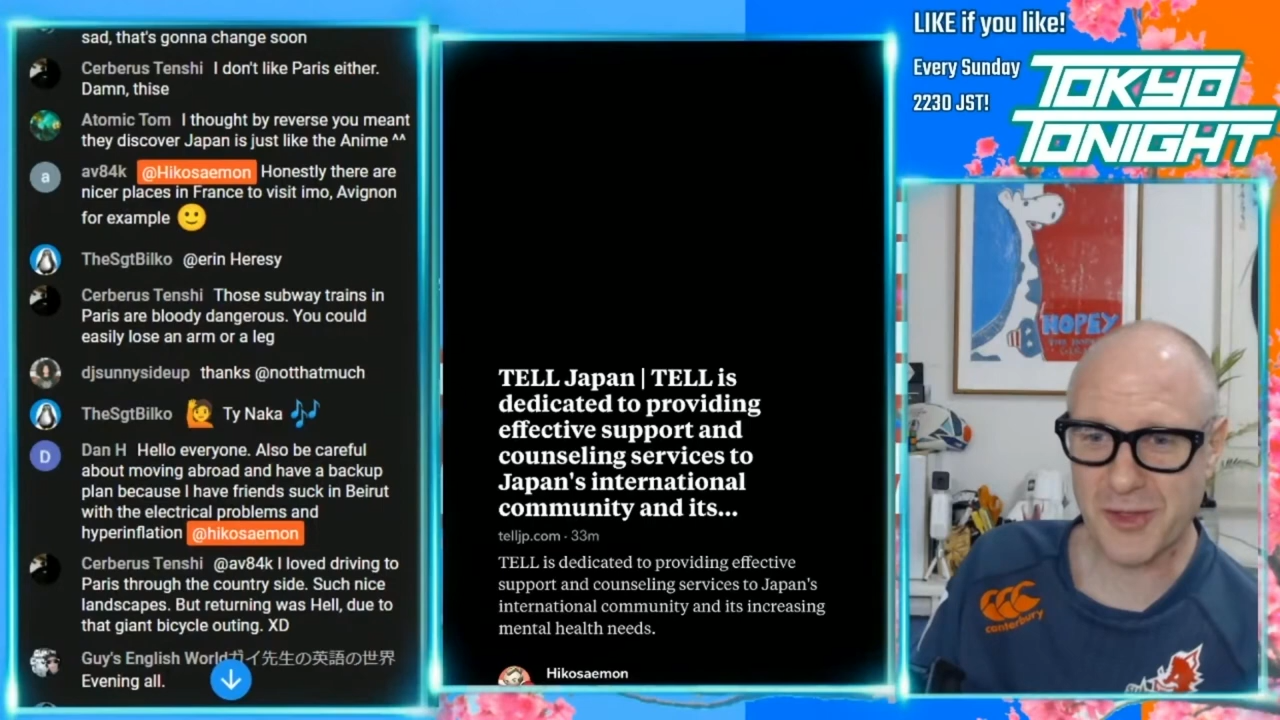 sad, that's gonna change soon
Cerberus Tenshi I don't like Paris either.
Damn, thise
Atomic Tom I thought by reverse you meant
they discover Japan is just like the Anime ^^
a av84k @Hikosaemon Honestly there are
nicer places in France to visit imo, Avignon
for example 🙂
TheSgtBilko @erin Heresy
Cerberus Tenshi Those subway trains in
Paris are bloody dangerous. You could
easily lose an arm or a leg
djsunnysideup thanks @notthatmuch
TheSgtBilko 🙋 Ty Naka 🎶
D Dan H Hello everyone. Also be careful
about moving abroad and have a backup
plan because I have friends suck in Beirut
with the electrical problems and
hyperinflation @hikosaemon
Cerberus Tenshi @av84k I loved driving to
Paris through the country side. Such nice
landscapes. But returning was Hell, due to
that giant bicycle outing. XD
Guy's English Worldガイ先生の英語の世界
Evening all.
TELL Japan | TELL is
dedicated to providing
effective support and
counseling services to
Japan's international
community and its...
telljp.com · 33m
TELL is dedicated to providing effective
support and counseling services to Japan's
international community and its increasing
mental health needs.
Hikosaemon
LIKE if you like!
Every Sunday
2230 JST!
TOKYO
TONIGHT
NOPEY
canterbury